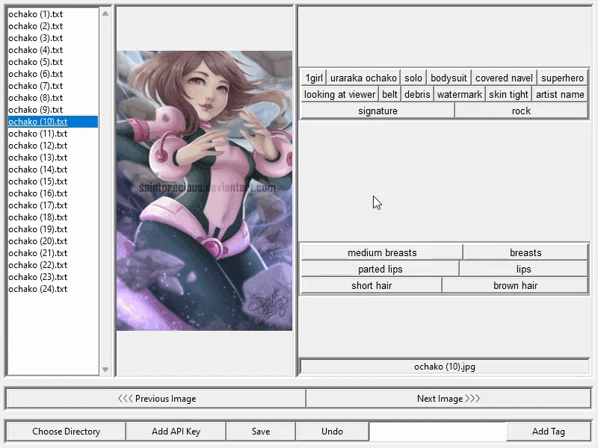 ochako (1).txt
ochako (2).txt
ochako (3).txt
ochako (4).txt
ochako (5).txt
ochako (6).txt
ochako (7).txt
ochako (8).txt
ochako (9).txt
ochako (10).txt
ochako (11).txt
ochako (12).txt
ochako (13).txt
ochako (14).txt
ochako (15).txt
ochako (16).txt
ochako (17).txt
ochako (18).txt
ochako (19).txt
ochako (20).txt
ochako (21).txt
ochako (22).txt
ochako (23).txt
ochako (24).txt
saintprecious.deviantart.com
1girl uraraka ochako solo bodysuit covered navel superhero
looking at viewer belt debris watermark skin tight artist name
signature rock
medium breasts breasts
parted lips lips
short hair brown hair
ochako (10).jpg
<<< Previous Image Next Image >>>
Choose Directory Add API Key Save Undo Add Tag